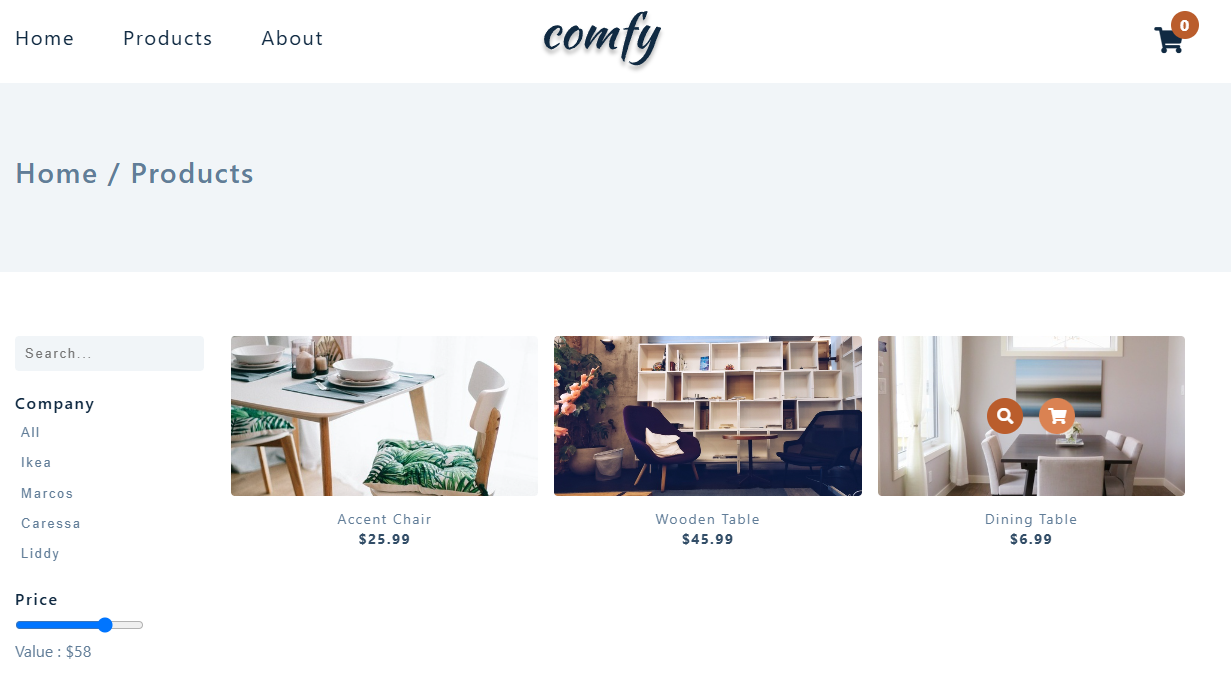 Home Products About comfy 0
Home / Products
Search...
Company
All
Ikea
Marcos
Caressa
Liddy
Price
Value : $58
Accent Chair
$25.99
Wooden Table
$45.99
Dining Table
$6.99